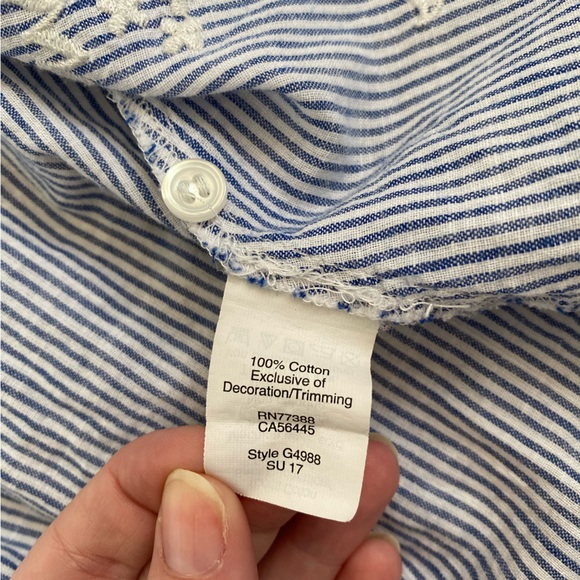 100% Cotton
Exclusive of
Decoration/Trimming
RN77388
CA56445
Style G4988
SU 17